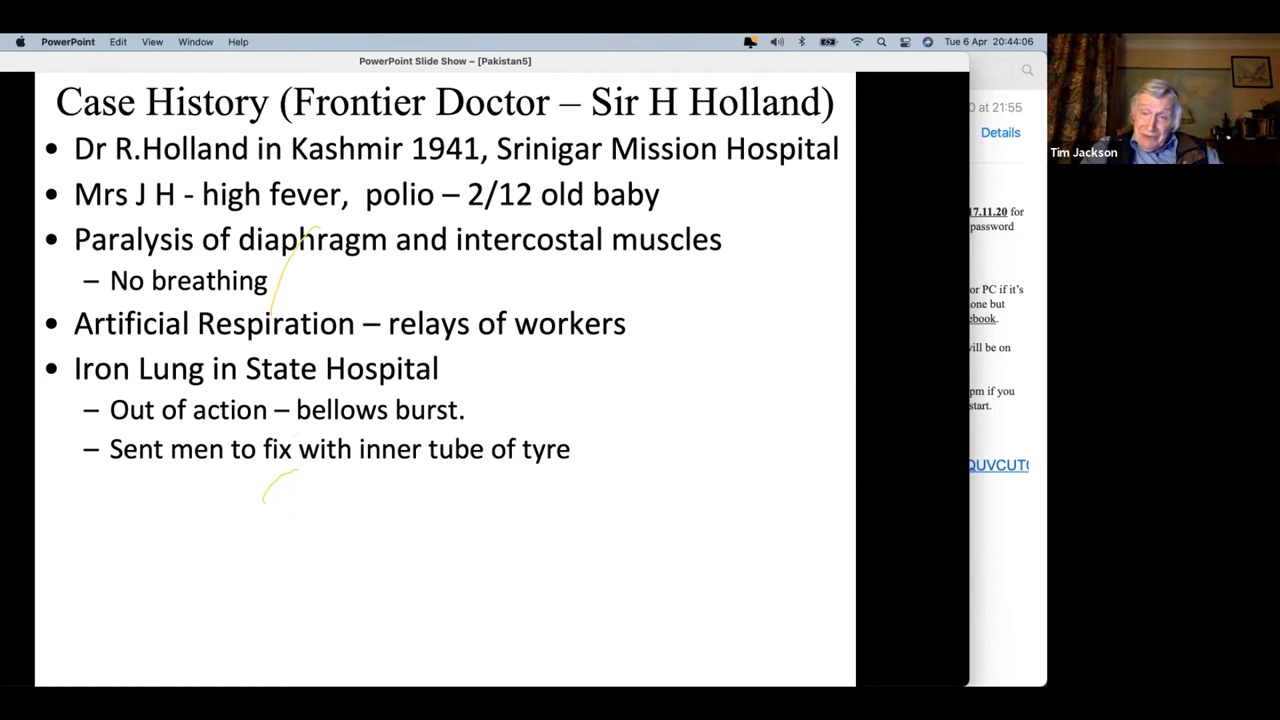 PowerPoint Edit View Window Help Tue 6 Apr 20:44:06
PowerPoint Slide Show – [Pakistan5]
Case History (Frontier Doctor – Sir H Holland)
• Dr R.Holland in Kashmir 1941, Srinigar Mission Hospital
• Mrs J H - high fever, polio – 2/12 old baby
• Paralysis of diaphragm and intercostal muscles
– No breathing
• Artificial Respiration – relays of workers
• Iron Lung in State Hospital
– Out of action – bellows burst.
– Sent men to fix with inner tube of tyre
at 21:55
Details
17.11.20 for
password
or PC if it's
one but
ebook.
will be on
pm if you
start.
QUVCUT
Tim Jackson